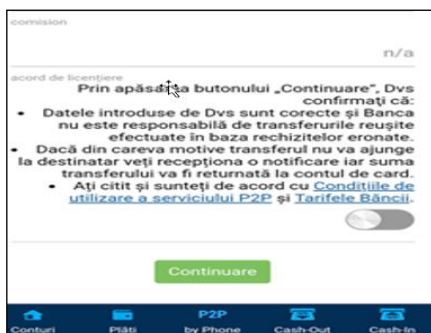 comision
n/a
acord de licențiere
Prin apăsarea butonului „Continuare”, Dvs
confirmați că:
• Datele introduse de Dvs sunt corecte și Banca
nu este responsabilă de transferurile reușite
efectuate în baza rechizitelor eronate.
• Dacă din careva motive transferul nu va ajunge
la destinatar veți recepționa o notificare iar suma
transferului va fi returnată la contul de card.
• Ați citit și sunteți de acord cu Condițiile de
utilizare a serviciului P2P și Tarifele Băncii.
Continuare
Conturi Plăți P2P by Phone Cash-Out Cash-In